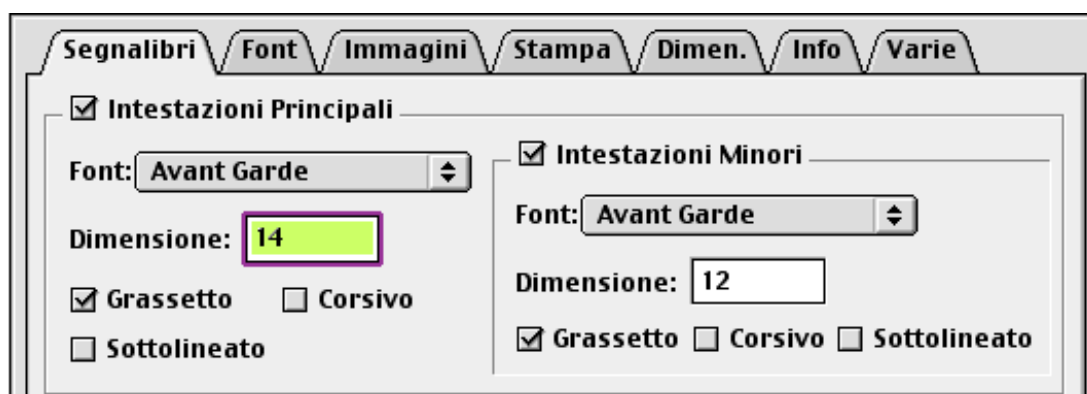 Segnalibri Font Immagini Stampa Dimen. Info Varie
Intestazioni Principali
Font: Avant Garde
Dimensione: 14
Grassetto Corsivo
Sottolineato
Intestazioni Minori
Font: Avant Garde
Dimensione: 12
Grassetto Corsivo Sottolineato